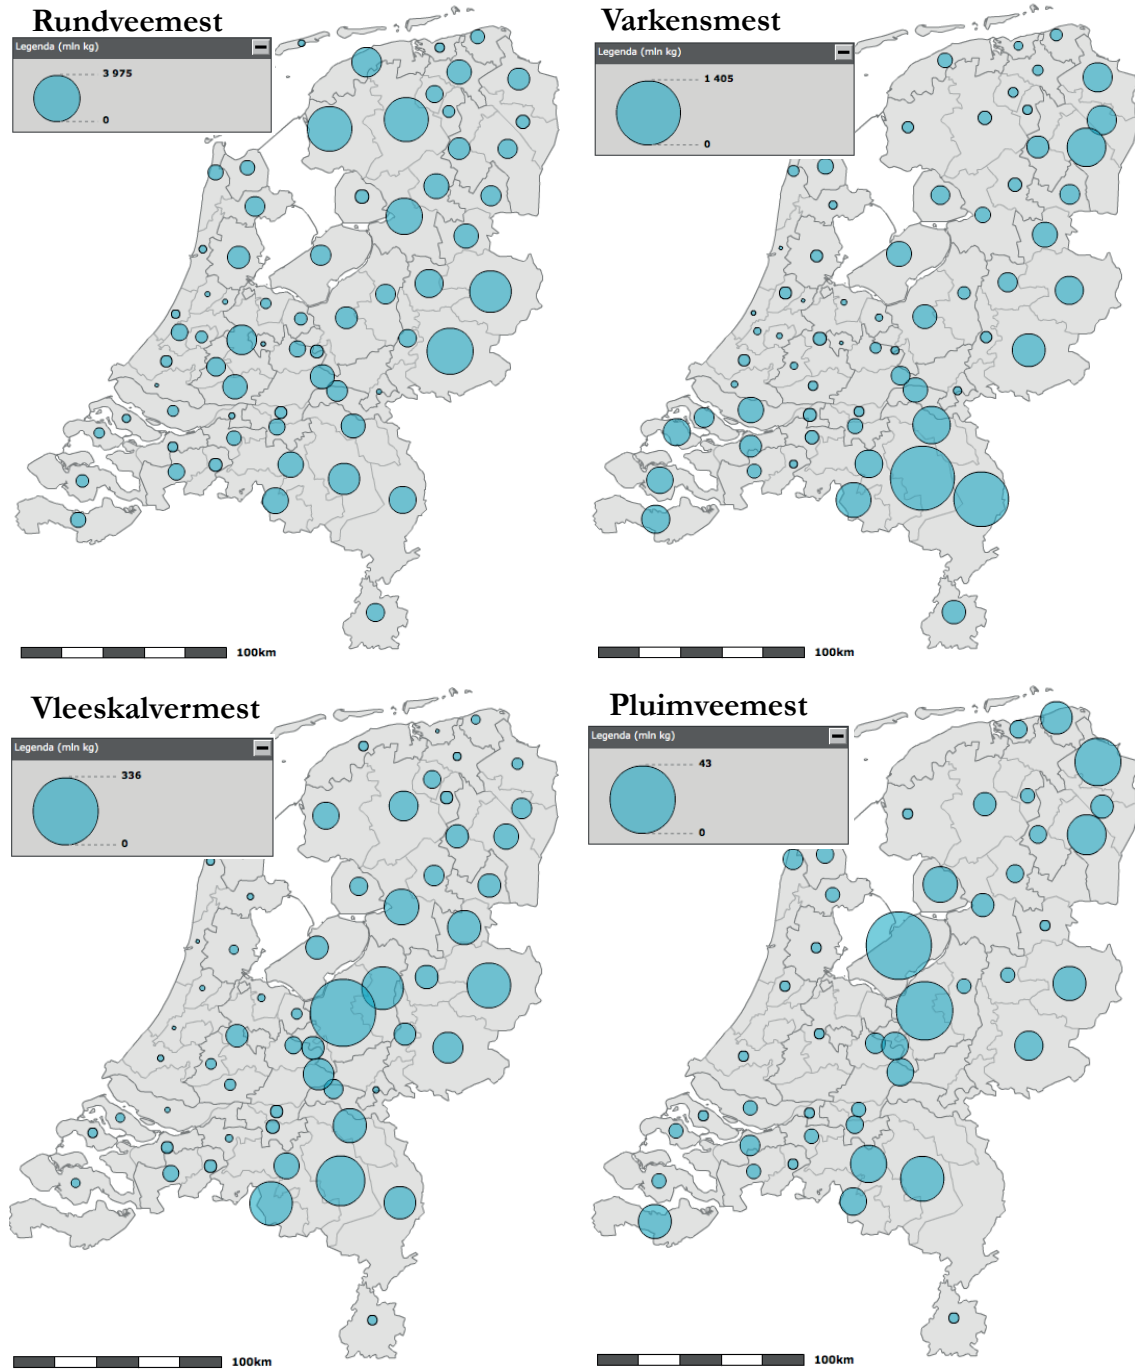 Rundveemest
Legenda (mln kg)
3 975
0
100km
Varkensmest
Legenda (mln kg)
1 405
0
100km
Vleeskalvermest
Legenda (mln kg)
336
0
100km
Pluimveemest
Legenda (mln kg)
43
0
100km